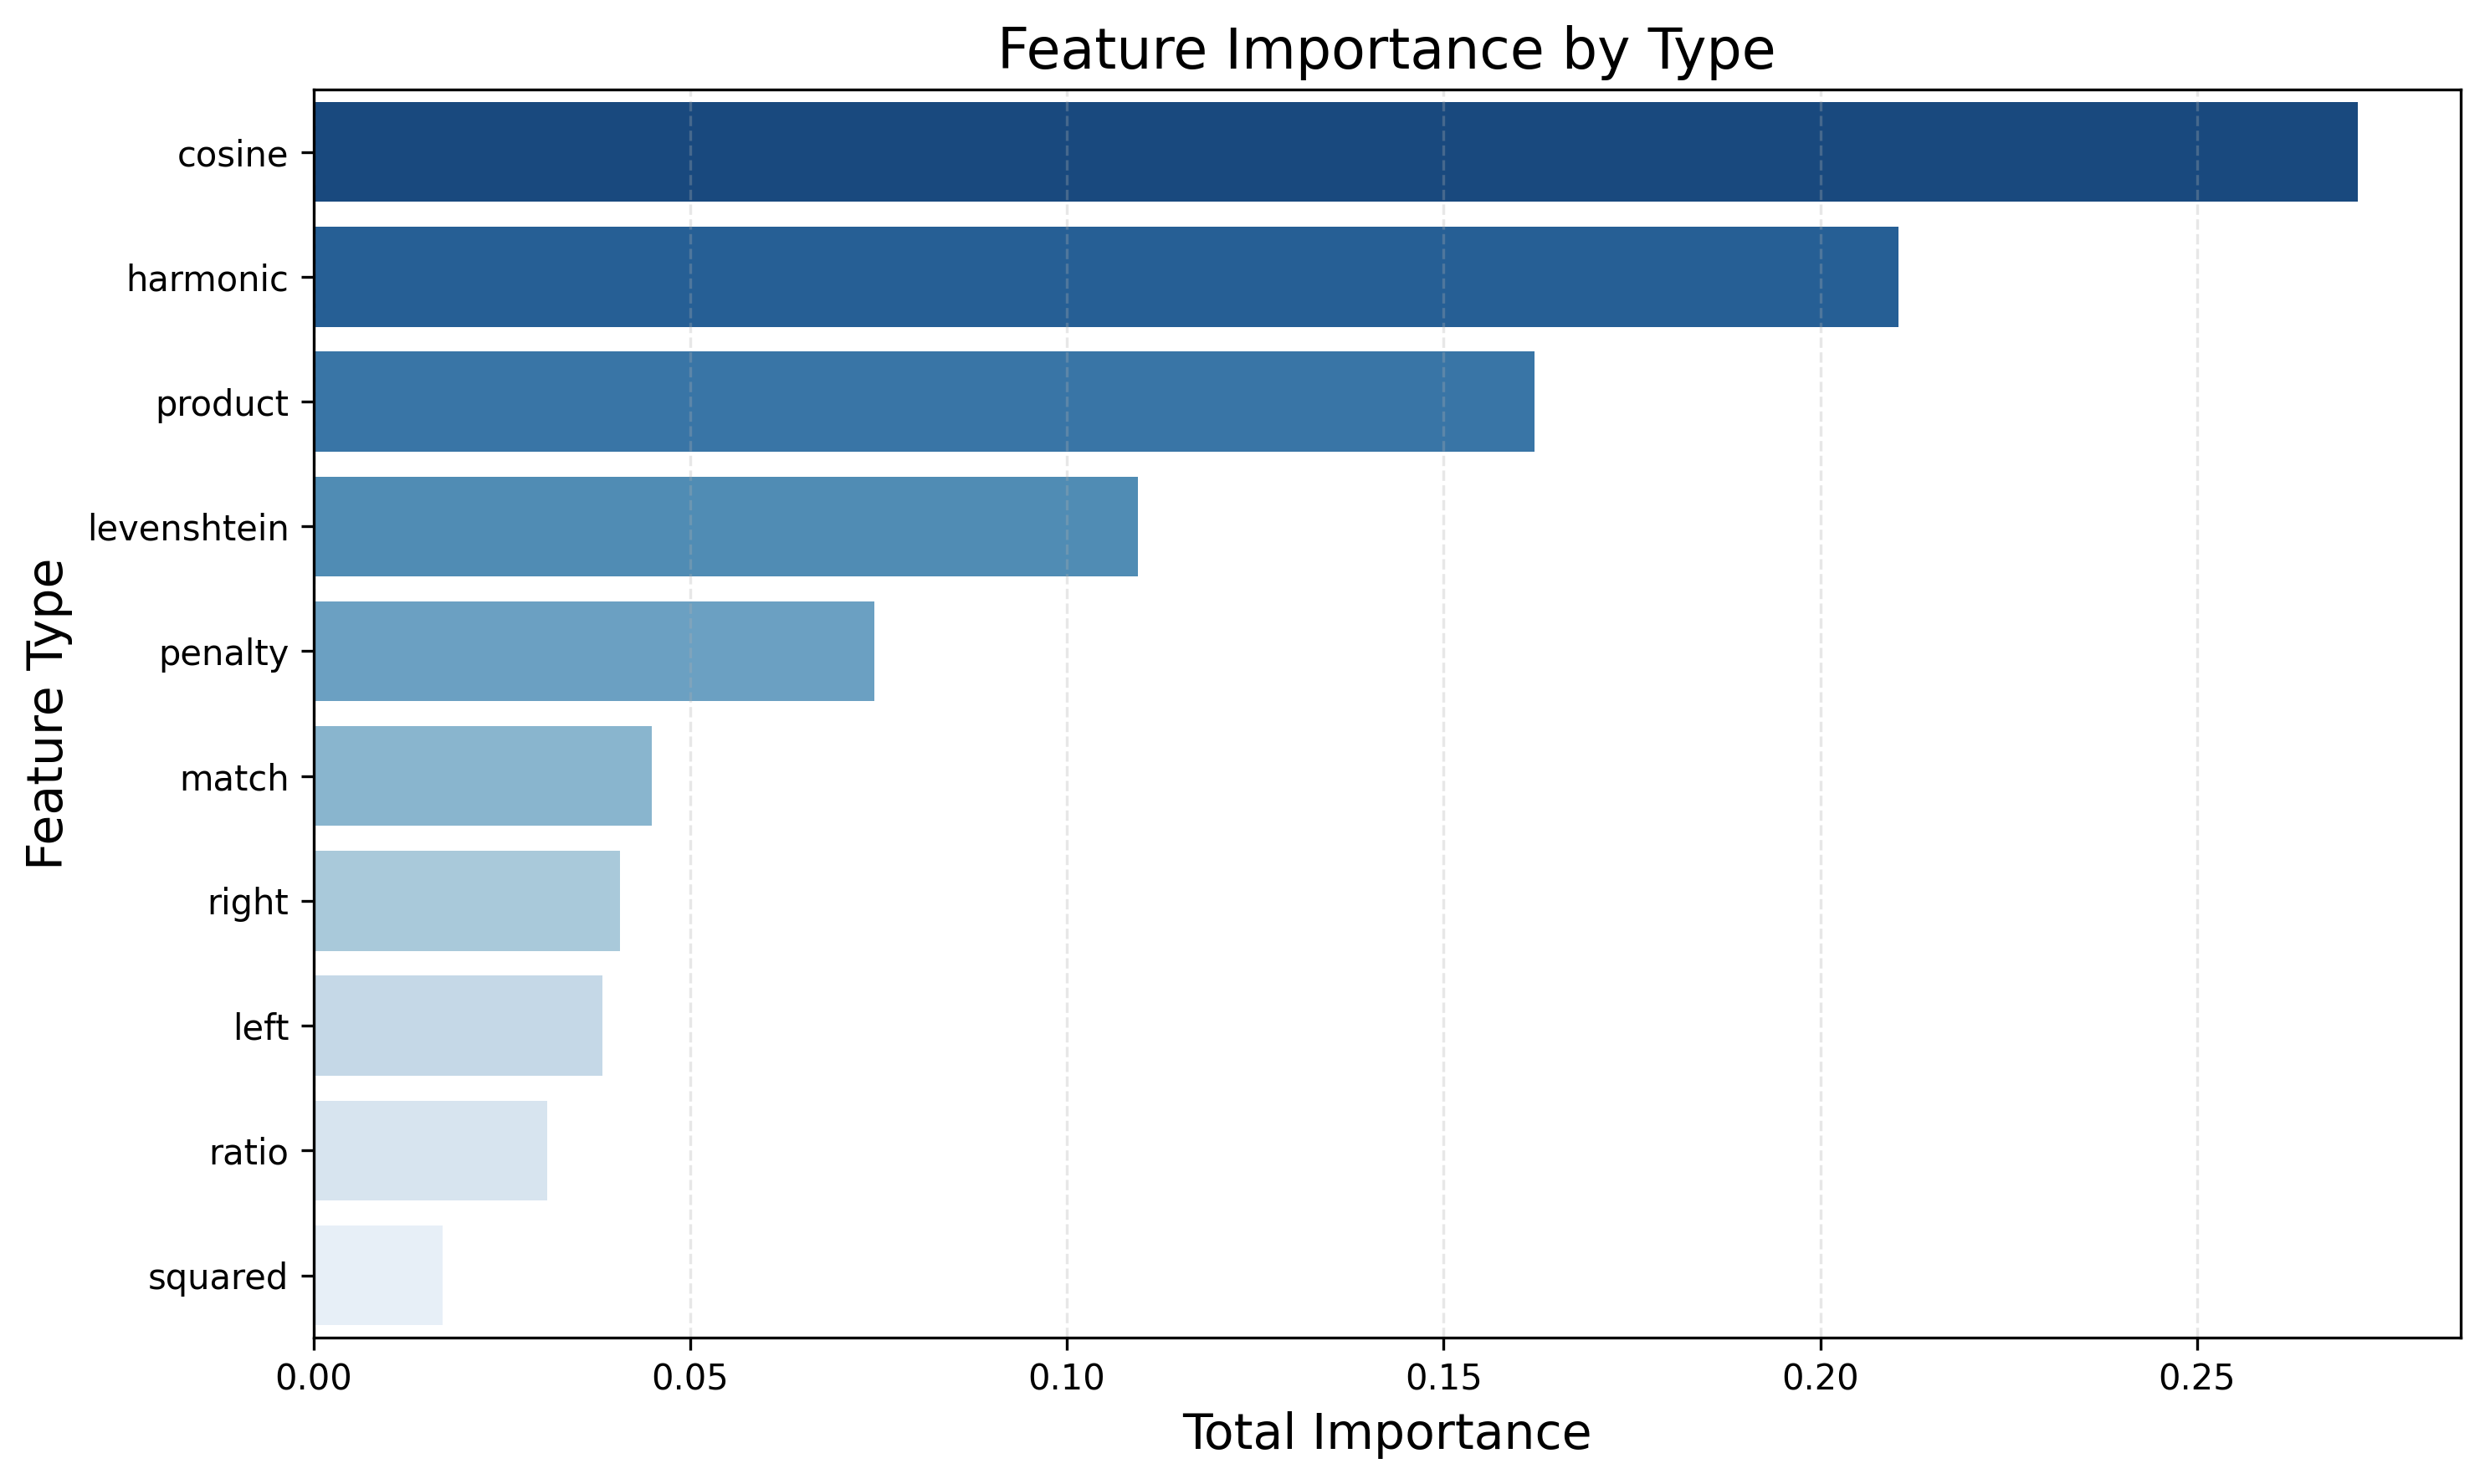 Feature Importance by Type
Feature Type
cosine
harmonic
product
levenshtein
penalty
match
right
left
ratio
squared
0.00 0.05 0.10 0.15 0.20 0.25
Total Importance